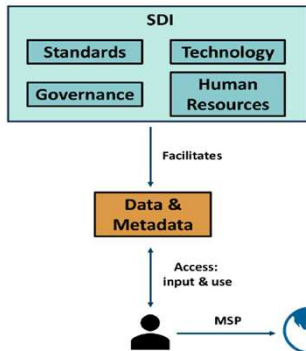 SDI
Standards
Technology
Governance
Human
Resources
Facilitates
Data &
Metadata
Access:
input & use
MSP